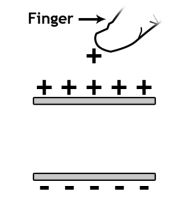 Finger
+
+ + + + +
- - - - -